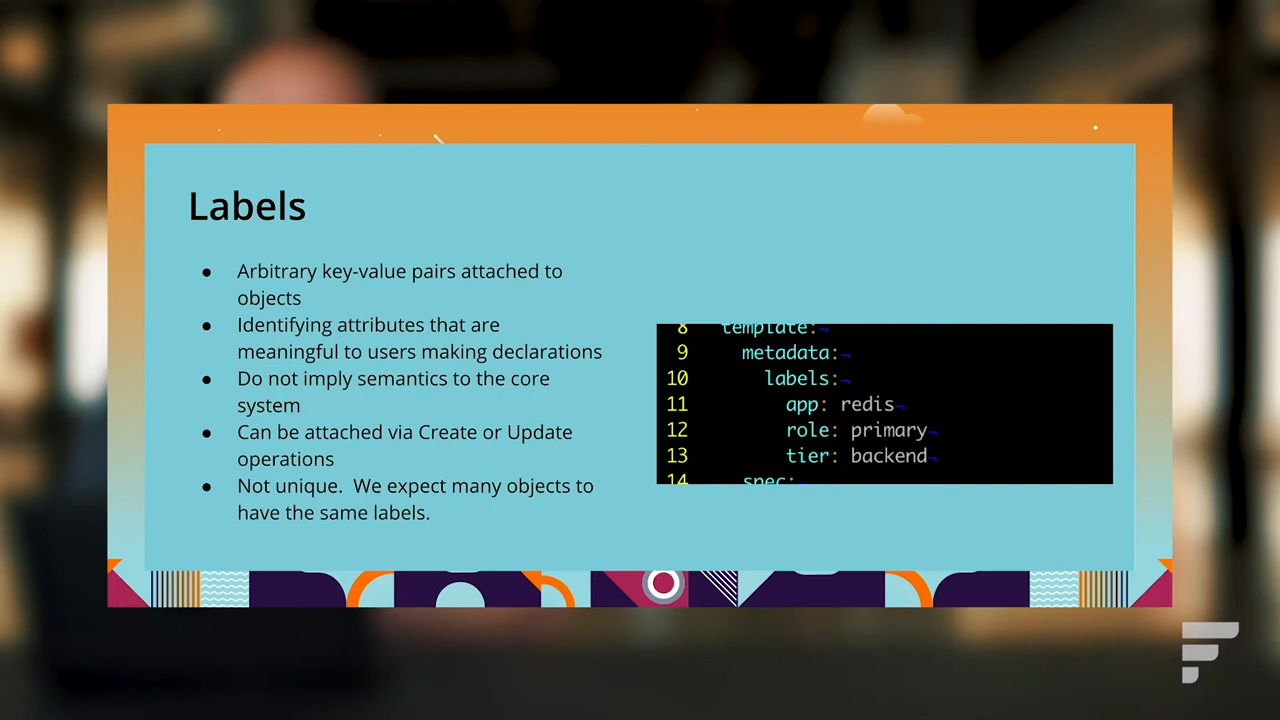 Labels
● Arbitrary key-value pairs attached to
objects
● Identifying attributes that are
meaningful to users making declarations
● Do not imply semantics to the core
system
● Can be attached via Create or Update
operations
● Not unique. We expect many objects to
have the same labels.
8 template:¬
9 metadata:¬
10 labels:¬
11 app: redis¬
12 role: primary¬
13 tier: backend¬
14 spec:¬